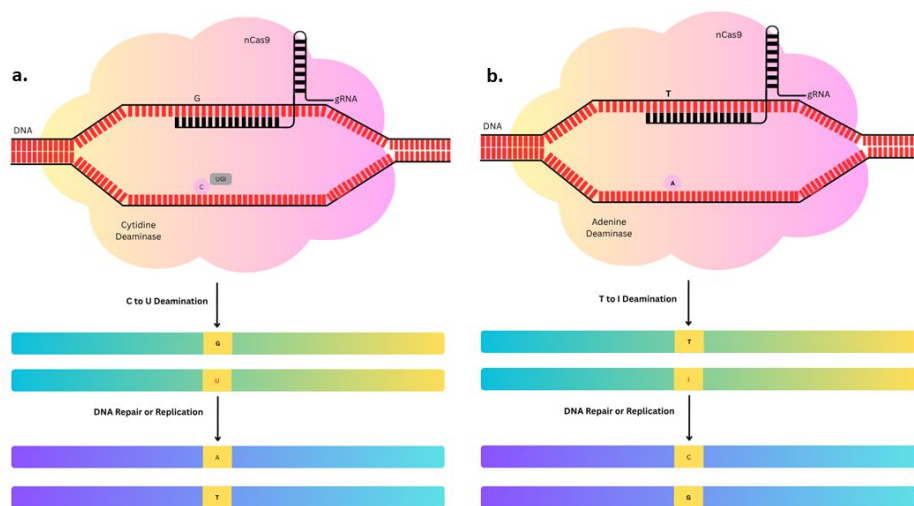 a.
nCas9
G
gRNA
DNA
UGI
C
Cytidine
Deaminase
C to U Deamination
G
U
DNA Repair or Replication
A
T
b.
nCas9
T
gRNA
DNA
A
Adenine
Deaminase
T to I Deamination
T
I
DNA Repair or Replication
C
G